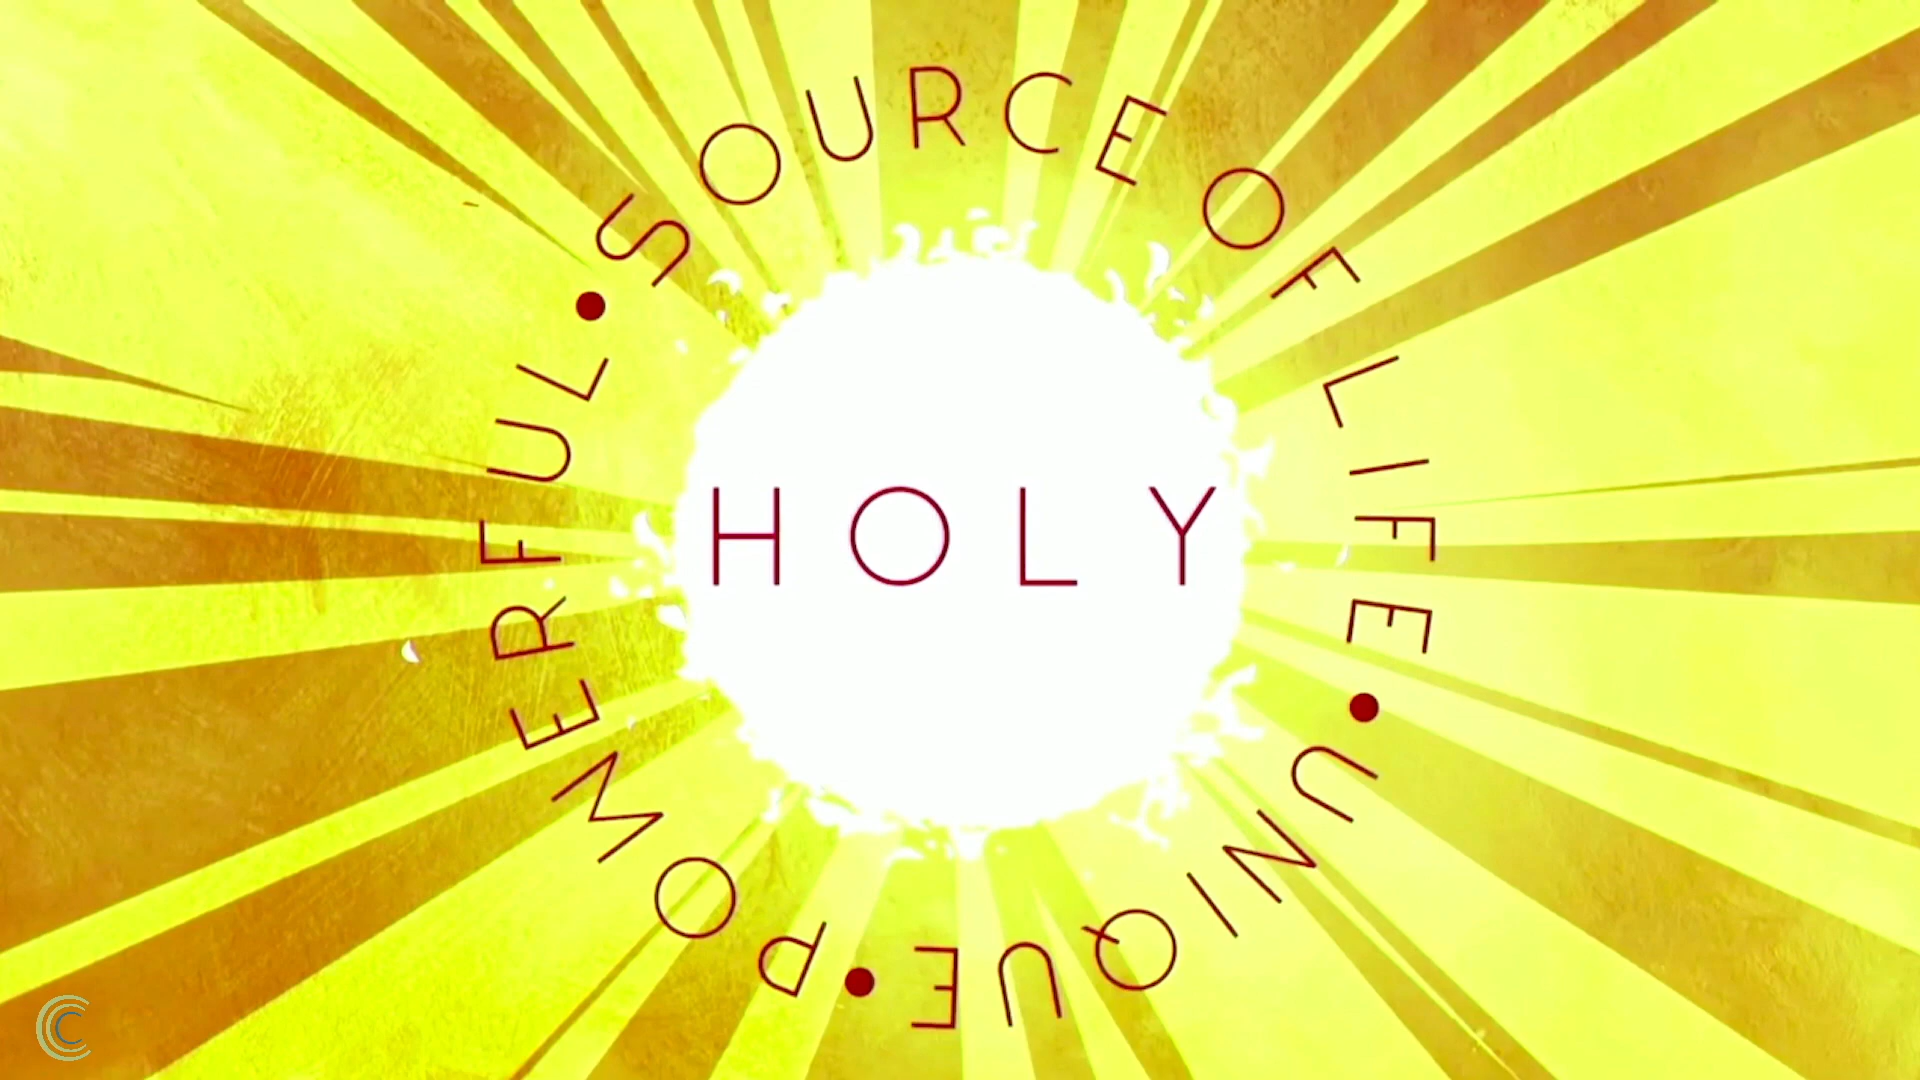 SOURCE OF LIFE • UNIQUE • POWERFUL •
HOLY
C